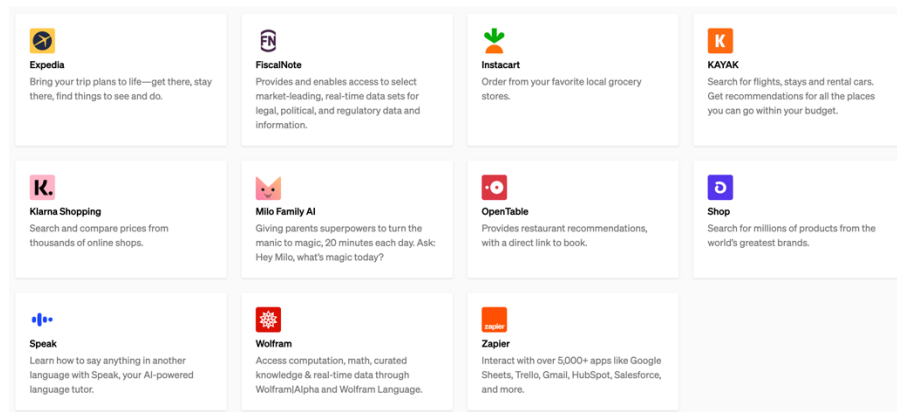 Expedia
Bring your trip plans to life—get there, stay
there, find things to see and do.
FN
FiscalNote
Provides and enables access to select
market-leading, real-time data sets for
legal, political, and regulatory data and
information.
Instacart
Order from your favorite local grocery
stores.
K
KAYAK
Search for flights, stays and rental cars.
Get recommendations for all the places
you can go within your budget.
K.
Klarna Shopping
Search and compare prices from
thousands of online shops.
Milo Family AI
Giving parents superpowers to turn the
manic to magic, 20 minutes each day. Ask:
Hey Milo, what's magic today?
OpenTable
Provides restaurant recommendations,
with a direct link to book.
Shop
Search for millions of products from the
world's greatest brands.
Speak
Learn how to say anything in another
language with Speak, your AI-powered
language tutor.
Wolfram
Access computation, math, curated
knowledge & real-time data through
Wolfram|Alpha and Wolfram Language.
zapier
Zapier
Interact with over 5,000+ apps like Google
Sheets, Trello, Gmail, HubSpot, Salesforce,
and more.